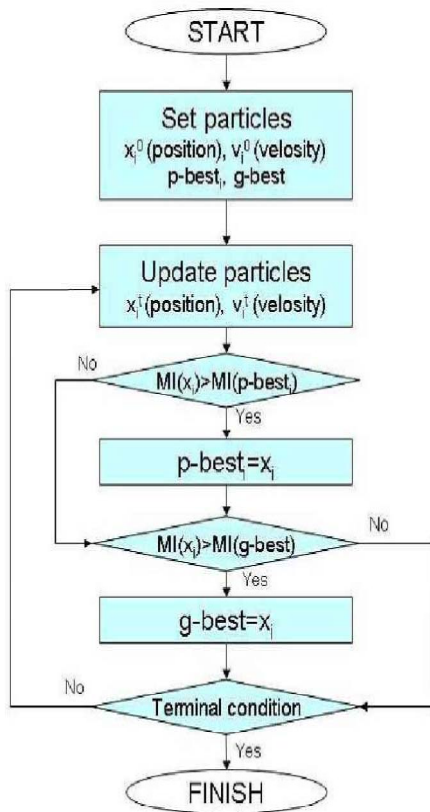 START
Set particles
xᵢ⁰ (position), vᵢ⁰ (velosity)
p-bestᵢ, g-best
Update particles
xᵢᵗ (position), vᵢᵗ (velosity)
No
MI(xᵢ)>MI(p-bestᵢ)
Yes
p-bestᵢ=xᵢ
No
MI(xᵢ)>MI(g-best)
Yes
g-best=xᵢ
No
Terminal condition
Yes
FINISH